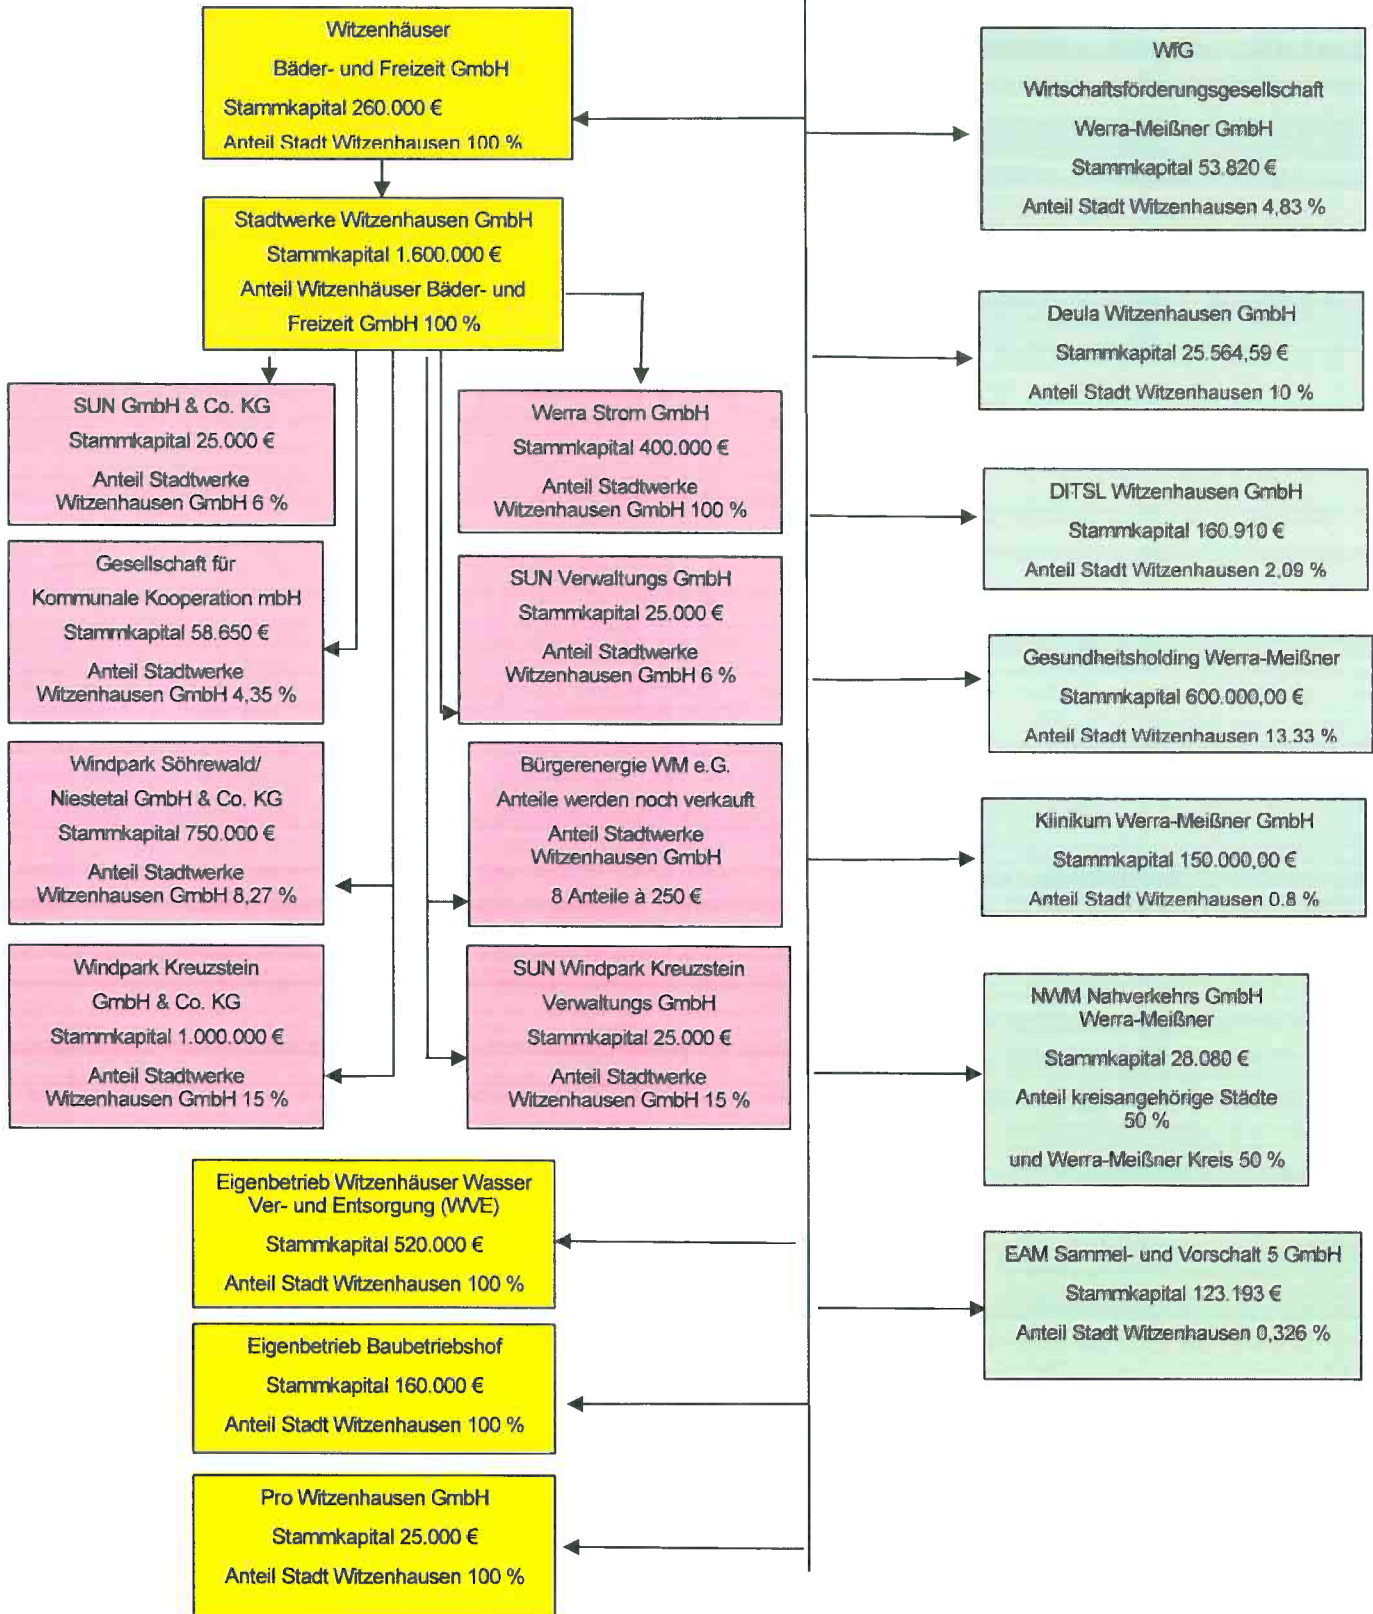 Witzenhäuser
Bäder- und Freizeit GmbH
Stammkapital 260.000 €
Anteil Stadt Witzenhausen 100 %
Stadtwerke Witzenhausen GmbH
Stammkapital 1.600.000 €
Anteil Witzenhäuser Bäder- und
Freizeit GmbH 100 %
SUN GmbH & Co. KG
Stammkapital 25.000 €
Anteil Stadtwerke
Witzenhausen GmbH 6 %
Gesellschaft für
Kommunale Kooperation mbH
Stammkapital 58.650 €
Anteil Stadtwerke
Witzenhausen GmbH 4,35 %
Windpark Söhrewald/
Niestetal GmbH & Co. KG
Stammkapital 750.000 €
Anteil Stadtwerke
Witzenhausen GmbH 8,27 %
Windpark Kreuzstein
GmbH & Co. KG
Stammkapital 1.000.000 €
Anteil Stadtwerke
Witzenhausen GmbH 15 %
Werra Strom GmbH
Stammkapital 400.000 €
Anteil Stadtwerke
Witzenhausen GmbH 100 %
SUN Verwaltungs GmbH
Stammkapital 25.000 €
Anteil Stadtwerke
Witzenhausen GmbH 6 %
Bürgerenergie WM e.G.
Anteile werden noch verkauft
Anteil Stadtwerke
Witzenhausen GmbH
8 Anteile à 250 €
SUN Windpark Kreuzstein
Verwaltungs GmbH
Stammkapital 25.000 €
Anteil Stadtwerke
Witzenhausen GmbH 15 %
Eigenbetrieb Witzenhäuser Wasser
Ver- und Entsorgung (WVE)
Stammkapital 520.000 €
Anteil Stadt Witzenhausen 100 %
Eigenbetrieb Baubetriebshof
Stammkapital 160.000 €
Anteil Stadt Witzenhausen 100 %
Pro Witzenhausen GmbH
Stammkapital 25.000 €
Anteil Stadt Witzenhausen 100 %
WfG
Wirtschaftsförderungsgesellschaft
Werra-Meißner GmbH
Stammkapital 53.820 €
Anteil Stadt Witzenhausen 4,83 %
Deula Witzenhausen GmbH
Stammkapital 25.564,59 €
Anteil Stadt Witzenhausen 10 %
DITSL Witzenhausen GmbH
Stammkapital 160.910 €
Anteil Stadt Witzenhausen 2,09 %
Gesundheitsholding Werra-Meißner
Stammkapital 600.000,00 €
Anteil Stadt Witzenhausen 13.33 %
Klinikum Werra-Meißner GmbH
Stammkapital 150.000,00 €
Anteil Stadt Witzenhausen 0.8 %
NWM Nahverkehrs GmbH
Werra-Meißner
Stammkapital 28.080 €
Anteil kreisangehörige Städte
50 %
und Werra-Meißner Kreis 50 %
EAM Sammel- und Vorschalt 5 GmbH
Stammkapital 123.193 €
Anteil Stadt Witzenhausen 0,326 %